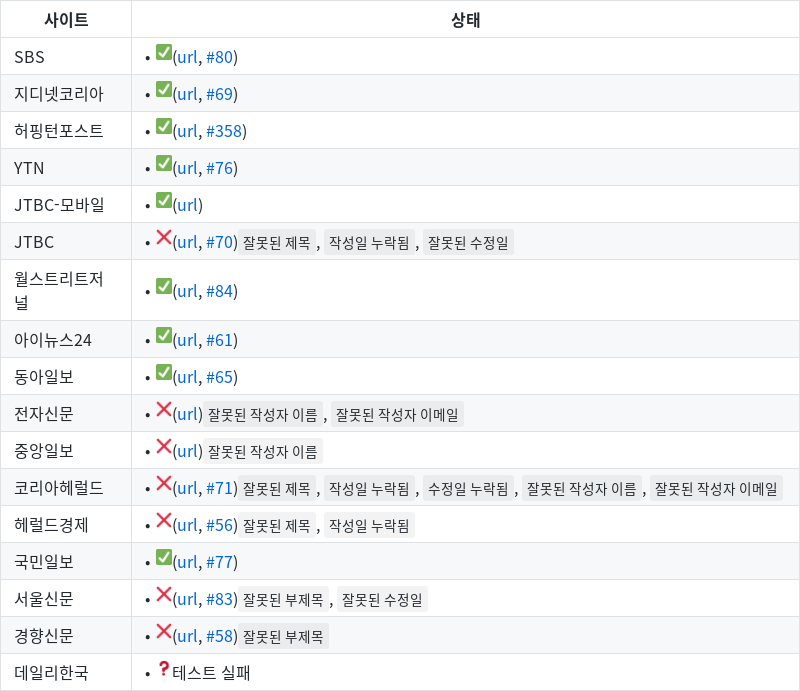 사이트 상태
SBS • ✅(url, #80)
지디넷코리아 • ✅(url, #69)
허핑턴포스트 • ✅(url, #358)
YTN • ✅(url, #76)
JTBC-모바일 • ✅(url)
JTBC • ❌(url, #70) 잘못된 제목 , 작성일 누락됨 , 잘못된 수정일
월스트리트저
널 • ✅(url, #84)
아이뉴스24 • ✅(url, #61)
동아일보 • ✅(url, #65)
전자신문 • ❌(url) 잘못된 작성자 이름 , 잘못된 작성자 이메일
중앙일보 • ❌(url) 잘못된 작성자 이름
코리아헤럴드 • ❌(url, #71) 잘못된 제목 , 작성일 누락됨 , 수정일 누락됨 , 잘못된 작성자 이름 , 잘못된 작성자 이메일
헤럴드경제 • ❌(url, #56) 잘못된 제목 , 작성일 누락됨
국민일보 • ✅(url, #77)
서울신문 • ❌(url, #83) 잘못된 부제목 , 잘못된 수정일
경향신문 • ❌(url, #58) 잘못된 부제목
데일리한국 • ❓테스트 실패